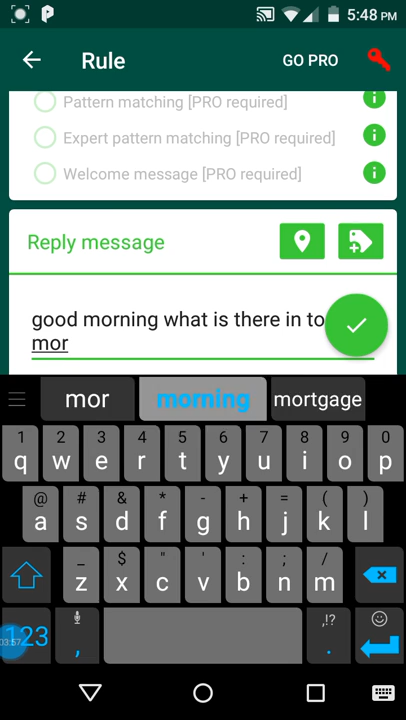 5:48 PM
Rule GO PRO
Pattern matching [PRO required]
Expert pattern matching [PRO required]
Welcome message [PRO required]
Reply message
good morning what is there in to
mor
mor morning mortgage
1 2 3 4 5 6 7 8 9 0
q w e r t y u i o p
@ # & * - + = ( )
a s d f g h j k l
_ $ " ' : ; /
z x c v b n m
123 , ,!? .
03:57